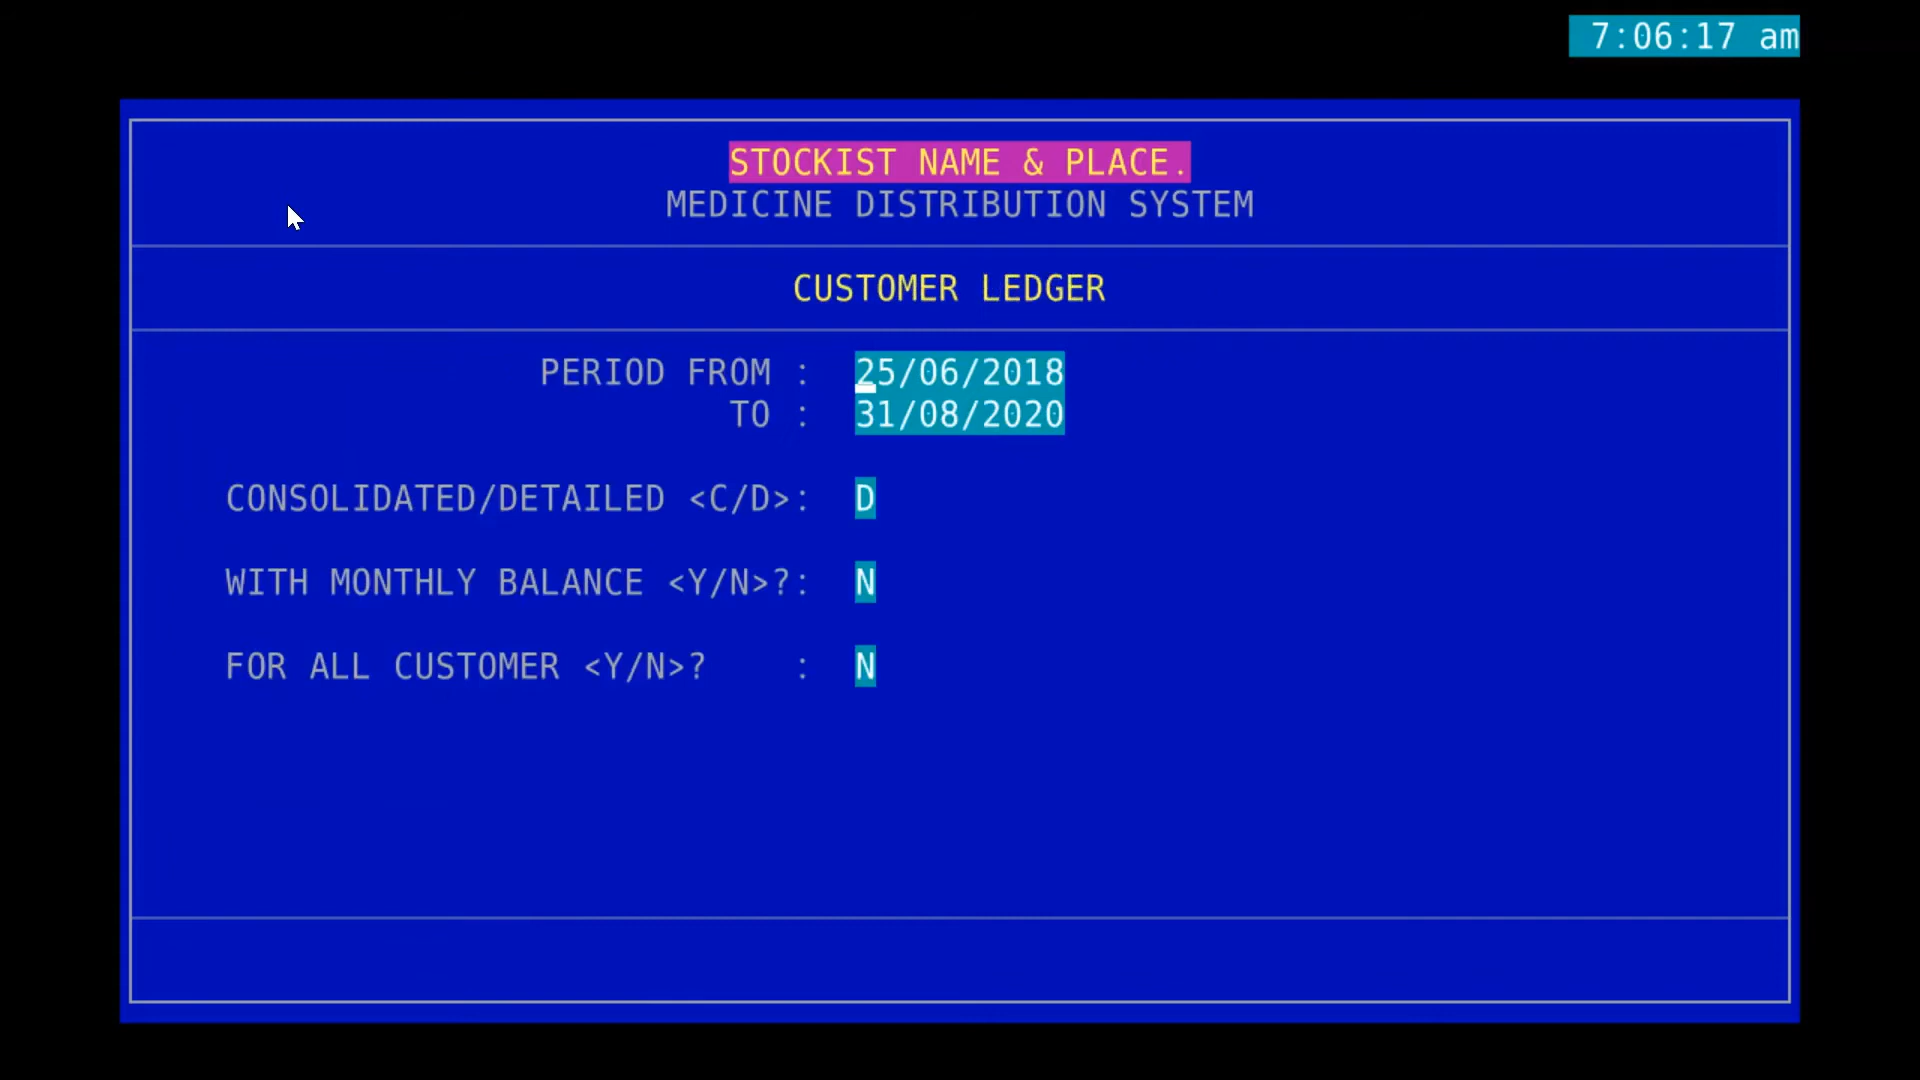 7:06:17 am
STOCKIST NAME & PLACE.
MEDICINE DISTRIBUTION SYSTEM
CUSTOMER LEDGER
PERIOD FROM : 25/06/2018
TO : 31/08/2020
CONSOLIDATED/DETAILED <C/D>: D
WITH MONTHLY BALANCE <Y/N>?: N
FOR ALL CUSTOMER <Y/N>? : N